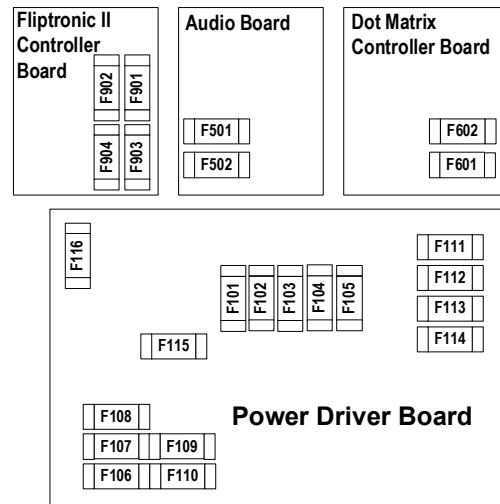 Fliptronic II
Controller
Board
F902
F901
F904
F903
Audio Board
F501
F502
Dot Matrix
Controller Board
F602
F601
F116
F101
F102
F103
F104
F105
F111
F112
F113
F114
F115
F108
F107
F109
F106
F110
Power Driver Board